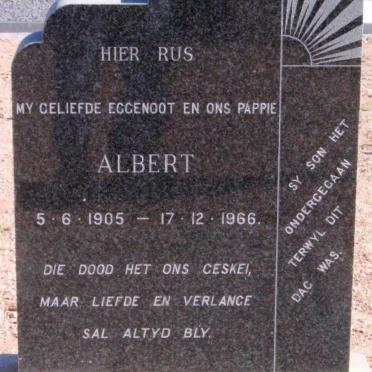 HIER RUS
MY GELIEFDE EGGENOOT EN ONS PAPPIE
ALBERT
5·6·1905 — 17·12·1966.
DIE DOOD HET ONS GESKEI,
MAAR LIEFDE EN VERLANGE
SAL ALTYD BLY.
SY SON HET
ONDERGEGAAN
TERWYL DIT
DAG WAS.